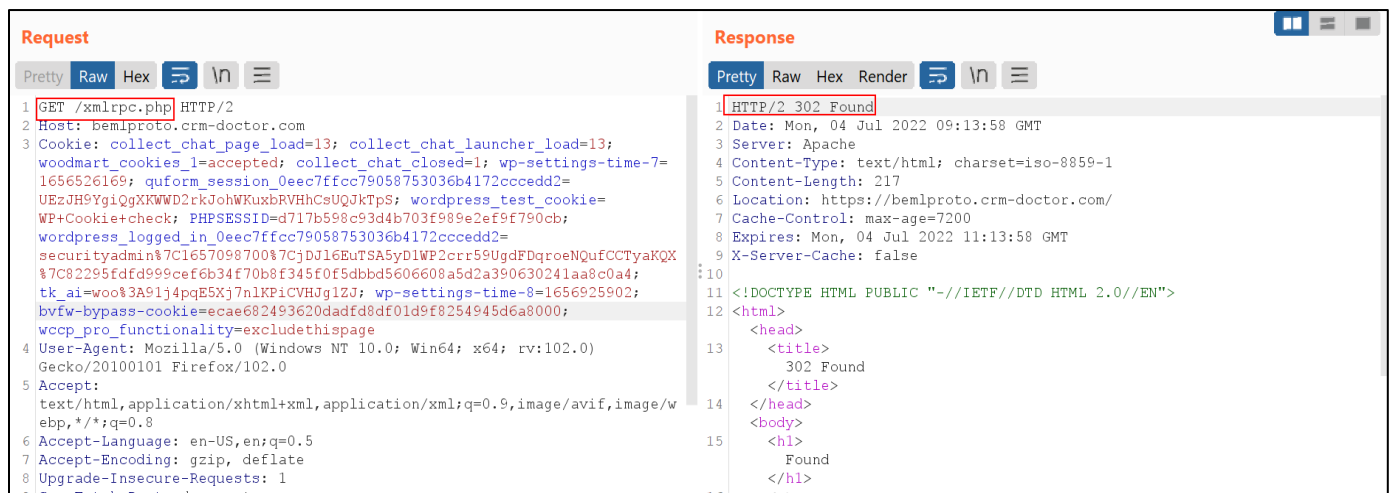 Request
Pretty Raw Hex \n
1 GET /xmlrpc.php HTTP/2
2 Host: bemlproto.crm-doctor.com
3 Cookie: collect_chat_page_load=13; collect_chat_launcher_load=13;
woodmart_cookies_1=accepted; collect_chat_closed=1; wp-settings-time-7=
1656526169; quform_session_0eec7ffcc79058753036b4172cccedd2=
UEzJH9YgiQgXKWWD2rkJohWKuxbRVHhCsUQJkTpS; wordpress_test_cookie=
WP+Cookie+check; PHPSESSID=d717b598c93d4b703f989e2ef9f790cb;
wordpress_logged_in_0eec7ffcc79058753036b4172cccedd2=
securityadmin%7C1657098700%7CjDJl6EuTSA5yD1WP2crr59UgdFDqroeNQufCCTyaKQX
%7C82295fdfd999cef6b34f70b8f345f0f5dbbd5606608a5d2a390630241aa8c0a4;
tk_ai=woo%3A91j4pqE5Xj7nlKPiCVHJg1ZJ; wp-settings-time-8=1656925902;
bvfw-bypass-cookie=ecae682493620dadfd8df01d9f8254945d6a8000;
wccp_pro_functionality=excludethispage
4 User-Agent: Mozilla/5.0 (Windows NT 10.0; Win64; x64; rv:102.0)
Gecko/20100101 Firefox/102.0
5 Accept:
text/html,application/xhtml+xml,application/xml;q=0.9,image/avif,image/w
ebp,*/*;q=0.8
6 Accept-Language: en-US,en;q=0.5
7 Accept-Encoding: gzip, deflate
8 Upgrade-Insecure-Requests: 1
Response
Pretty Raw Hex Render \n
1 HTTP/2 302 Found
2 Date: Mon, 04 Jul 2022 09:13:58 GMT
3 Server: Apache
4 Content-Type: text/html; charset=iso-8859-1
5 Content-Length: 217
6 Location: https://bemlproto.crm-doctor.com/
7 Cache-Control: max-age=7200
8 Expires: Mon, 04 Jul 2022 11:13:58 GMT
9 X-Server-Cache: false
10
11 <!DOCTYPE HTML PUBLIC "-//IETF//DTD HTML 2.0//EN">
12 <html>
<head>
13 <title>
302 Found
</title>
14 </head>
<body>
15 <h1>
Found
</h1>